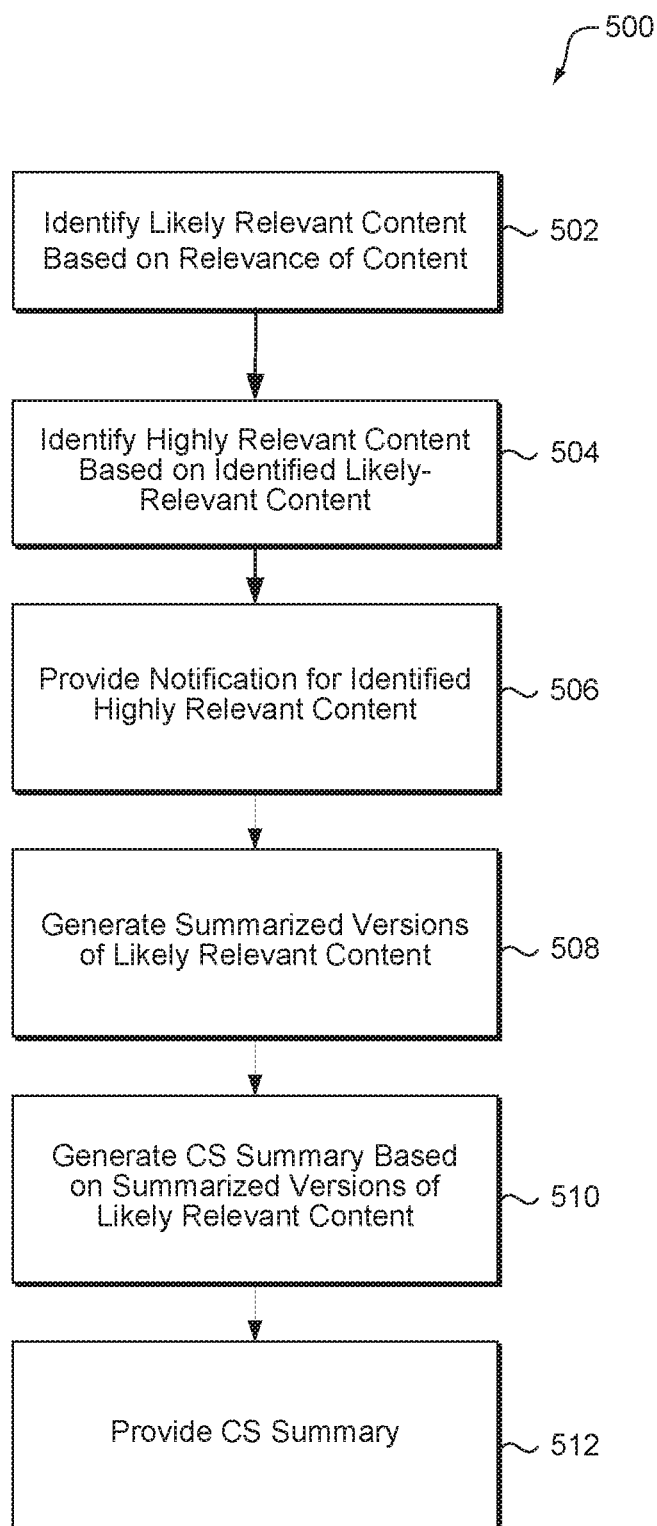 500
Identify Likely Relevant Content
Based on Relevance of Content
502
Identify Highly Relevant Content
Based on Identified Likely-
Relevant Content
504
Provide Notification for Identified
Highly Relevant Content
506
Generate Summarized Versions
of Likely Relevant Content
508
Generate CS Summary Based
on Summarized Versions of
Likely Relevant Content
510
Provide CS Summary
512